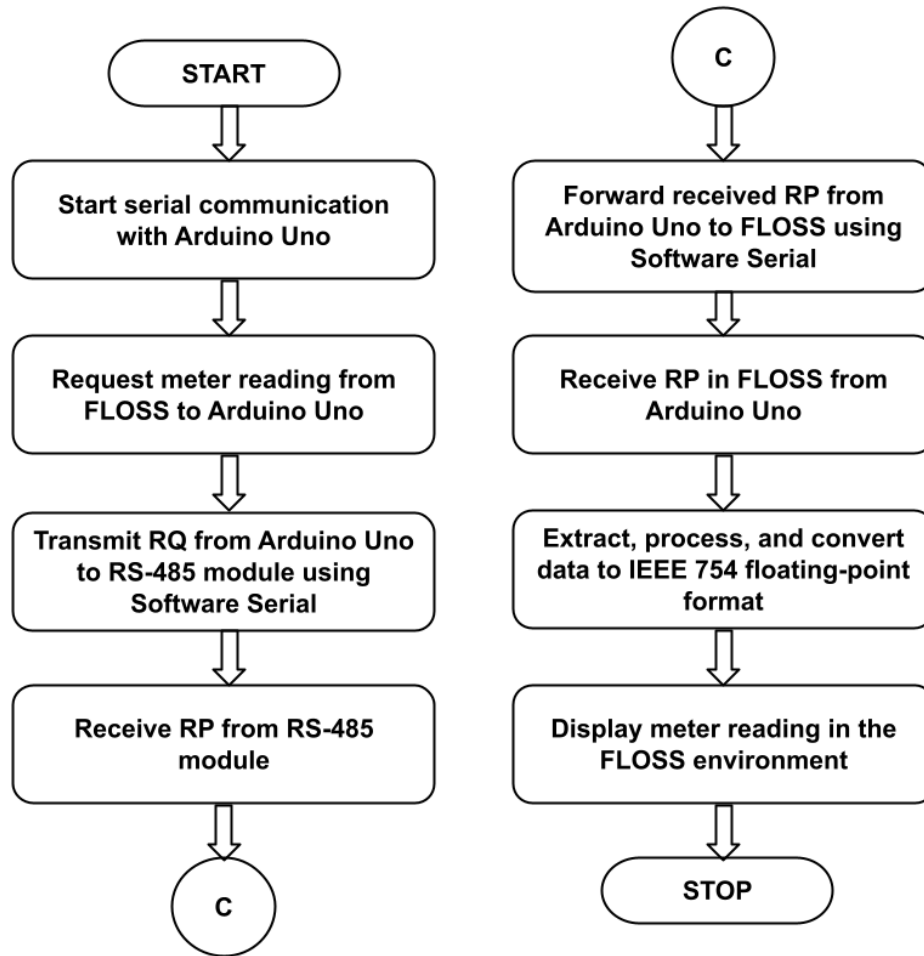 START
Start serial communication
with Arduino Uno
Request meter reading from
FLOSS to Arduino Uno
Transmit RQ from Arduino Uno
to RS-485 module using
Software Serial
Receive RP from RS-485
module
C
C
Forward received RP from
Arduino Uno to FLOSS using
Software Serial
Receive RP in FLOSS from
Arduino Uno
Extract, process, and convert
data to IEEE 754 floating-point
format
Display meter reading in the
FLOSS environment
STOP